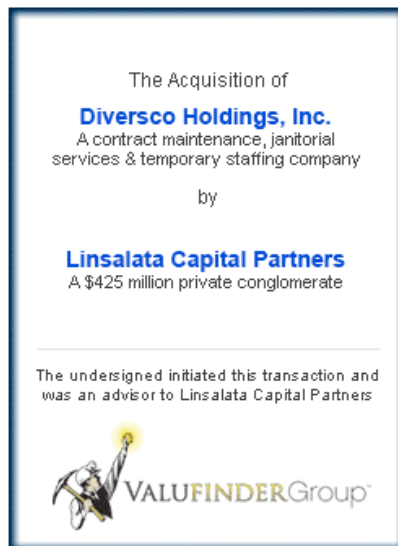 The Acquisition of
Diversco Holdings, Inc.
A contract maintenance, janitorial
services & temporary staffing company
by
Linsalata Capital Partners
A $425 million private conglomerate
The undersigned initiated this transaction and
was an advisor to Linsalata Capital Partners
VALUFINDERGroup™